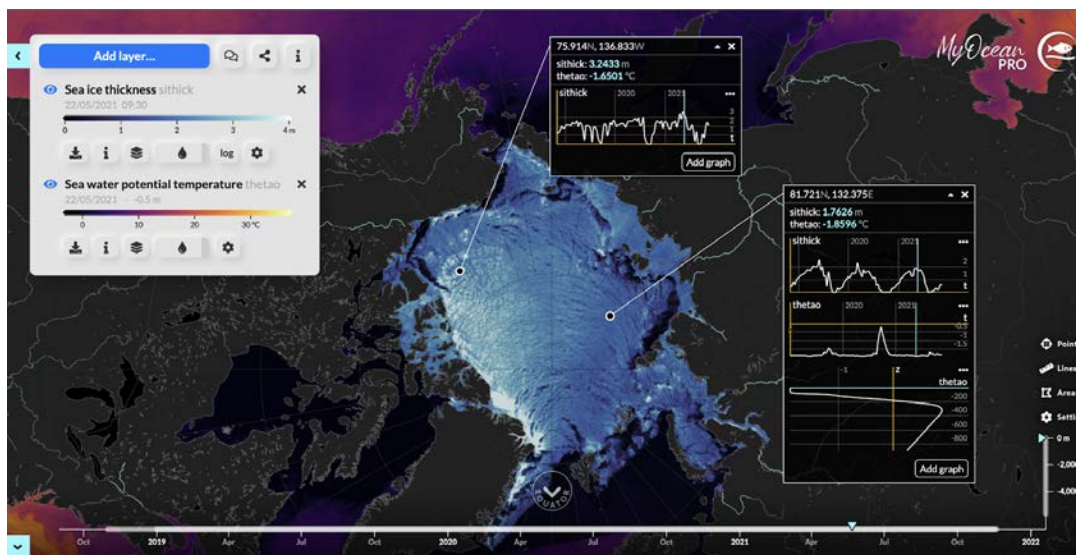 Add layer...
Sea ice thickness sithick
22/05/2021 09:30
0 1 2 3 4 m
log
Sea water potential temperature thetao
22/05/2021 - -0.5 m
0 10 20 30 °C
75.914N, 136.833W
sithick: 3.2433 m
thetao: -1.6501 °C
sithick 2020 2021
3
2
1
t
Add graph
MyOcean
PRO
81.721N, 132.375E
sithick: 1.7626 m
thetao: -1.8596 °C
sithick 2020 2021
2
1
t
thetao 2020 2021
t
-0.5
-1
-1.5
-1 z
thetao
-200
-400
-600
-800
Add graph
Point
Line
Area
Setti
0 m
-2,000
-4,000
EQUATOR
Oct 2019 Apr Jul Oct 2020 Apr Jul Oct 2021 Apr Jul Oct 2022